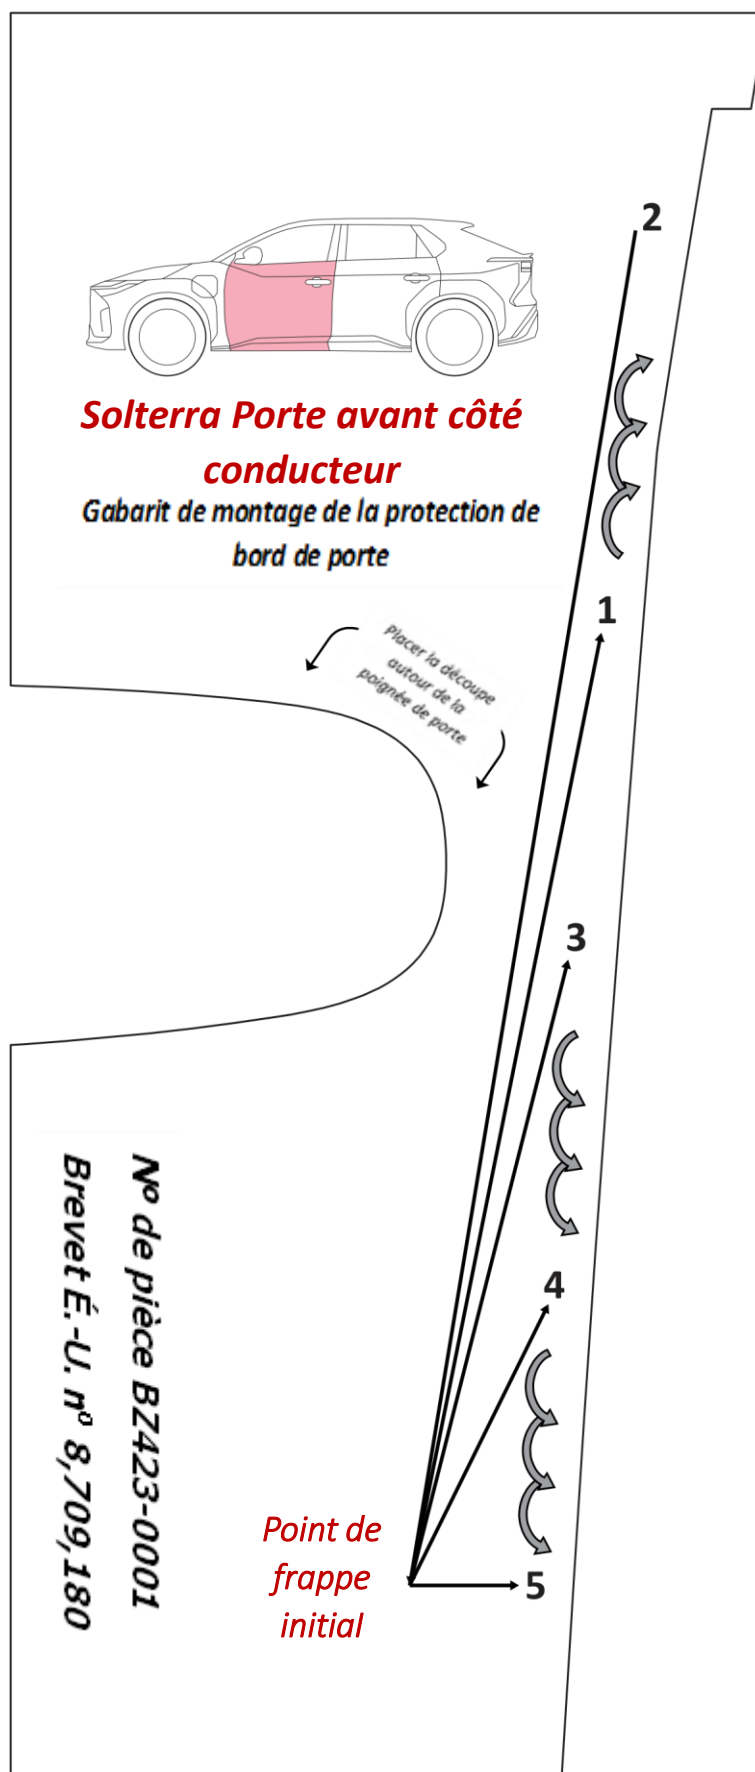 2
Solterra Porte avant côté
conducteur
Gabarit de montage de la protection de
bord de porte
1
Placer la découpe
autour de la
poignée de porte
3
Nº de pièce BZ423-0001
Brevet É.-U. nº 8,709,180
4
Point de
frappe
initial
5